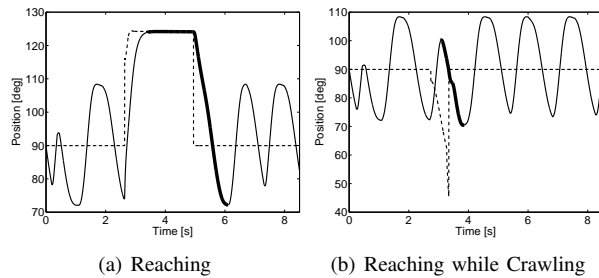 130
120
110
100
90
80
70
Position [deg]
0 2 4 6 8
Time [s]
(a) Reaching
110
100
90
80
70
60
50
40
Position [deg]
0 2 4 6 8
Time [s]
(b) Reaching while Crawling